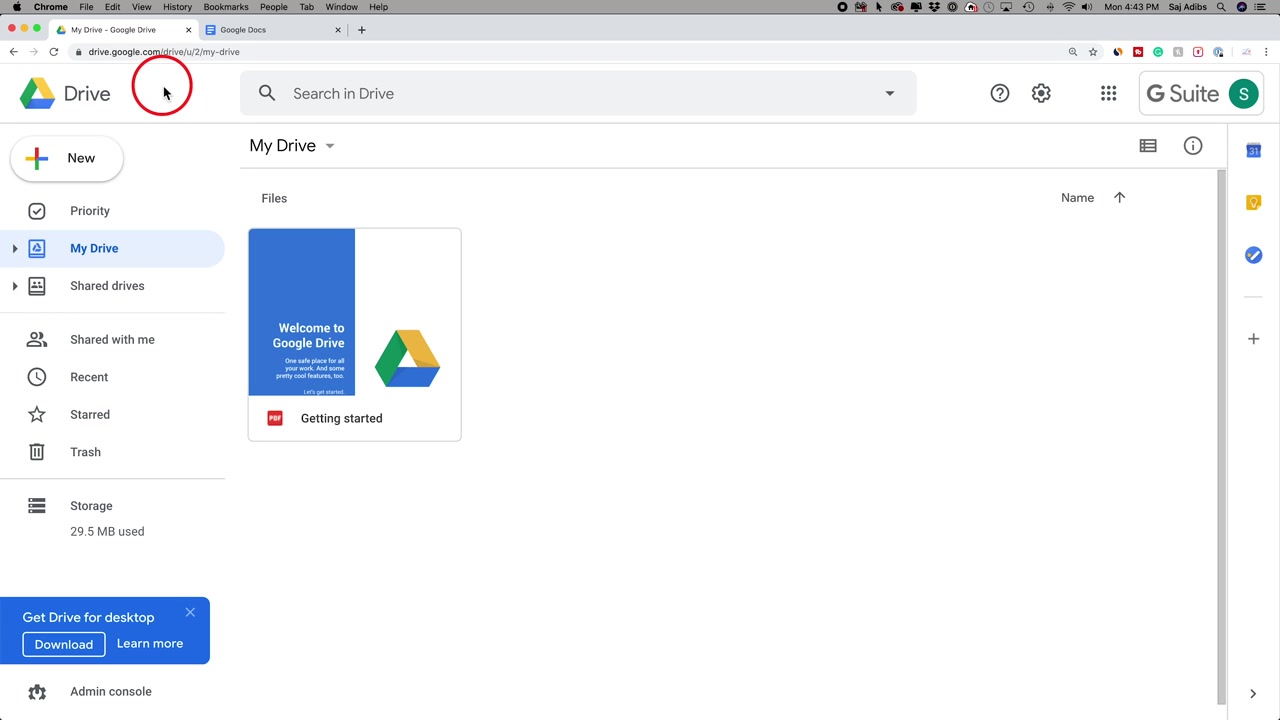 Chrome File Edit View History Bookmarks People Tab Window Help Mon 4:43 PM Saj Adibs
My Drive - Google Drive Google Docs
drive.google.com/drive/u/2/my-drive
Drive
Search in Drive
G Suite S
New
My Drive
Priority
Files
Name
My Drive
Shared drives
Welcome to
Google Drive
One safe place for all
your work. And some
pretty cool features, too.
Let's get started.
PDF Getting started
Shared with me
Recent
Starred
Trash
Storage
29.5 MB used
Get Drive for desktop
Download Learn more
Admin console
31